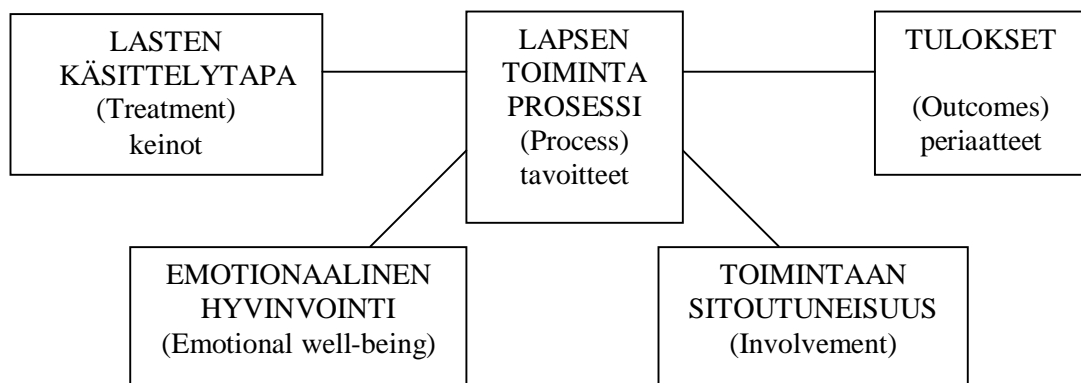 LASTEN
KÄSITTELYTAPA
(Treatment)
keinot
LAPSEN
TOIMINTA
PROSESSI
(Process)
tavoitteet
TULOKSET
(Outcomes)
periaatteet
EMOTIONAALINEN
HYVINVOINTI
(Emotional well-being)
TOIMINTAAN
SITOUTUNEISUUS
(Involvement)